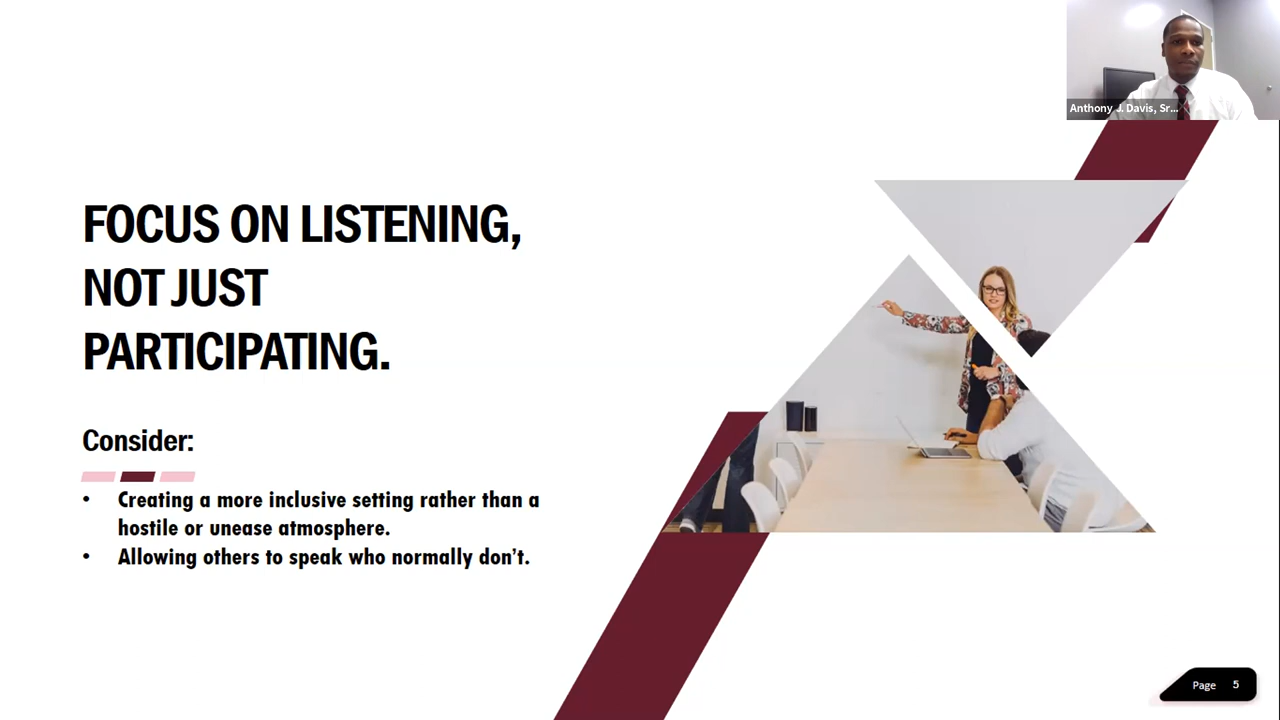 Anthony J. Davis, Sr...
FOCUS ON LISTENING,
NOT JUST
PARTICIPATING.
Consider:
• Creating a more inclusive setting rather than a
hostile or unease atmosphere.
• Allowing others to speak who normally don't.
Page 5